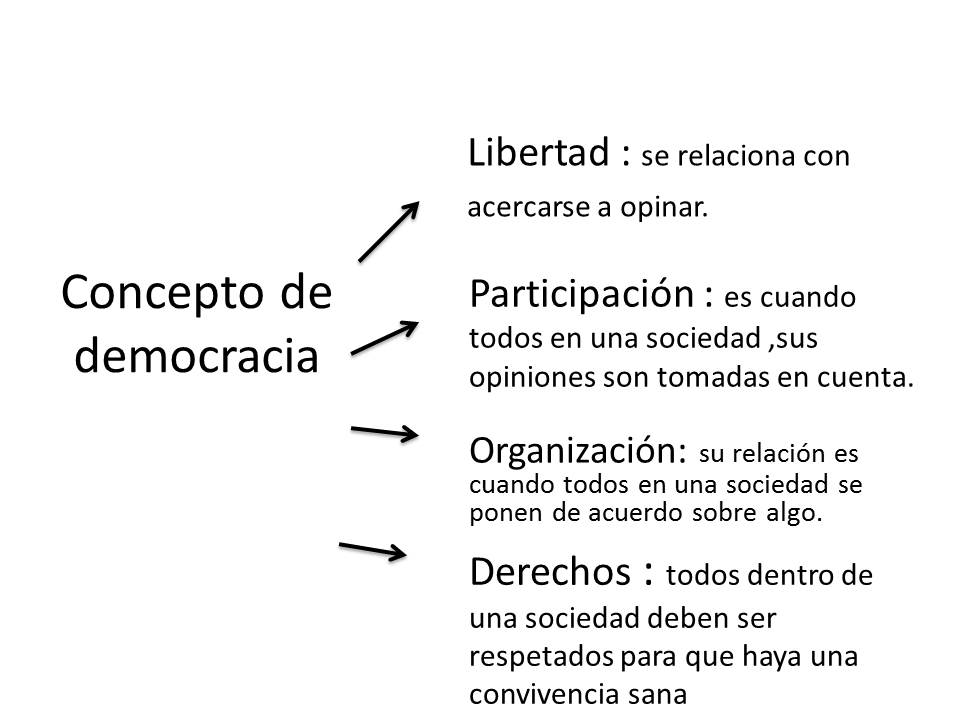 Concepto de
democracia
Libertad : se relaciona con
acercarse a opinar.
Participación : es cuando
todos en una sociedad ,sus
opiniones son tomadas en cuenta.
Organización: su relación es
cuando todos en una sociedad se
ponen de acuerdo sobre algo.
Derechos : todos dentro de
una sociedad deben ser
respetados para que haya una
convivencia sana